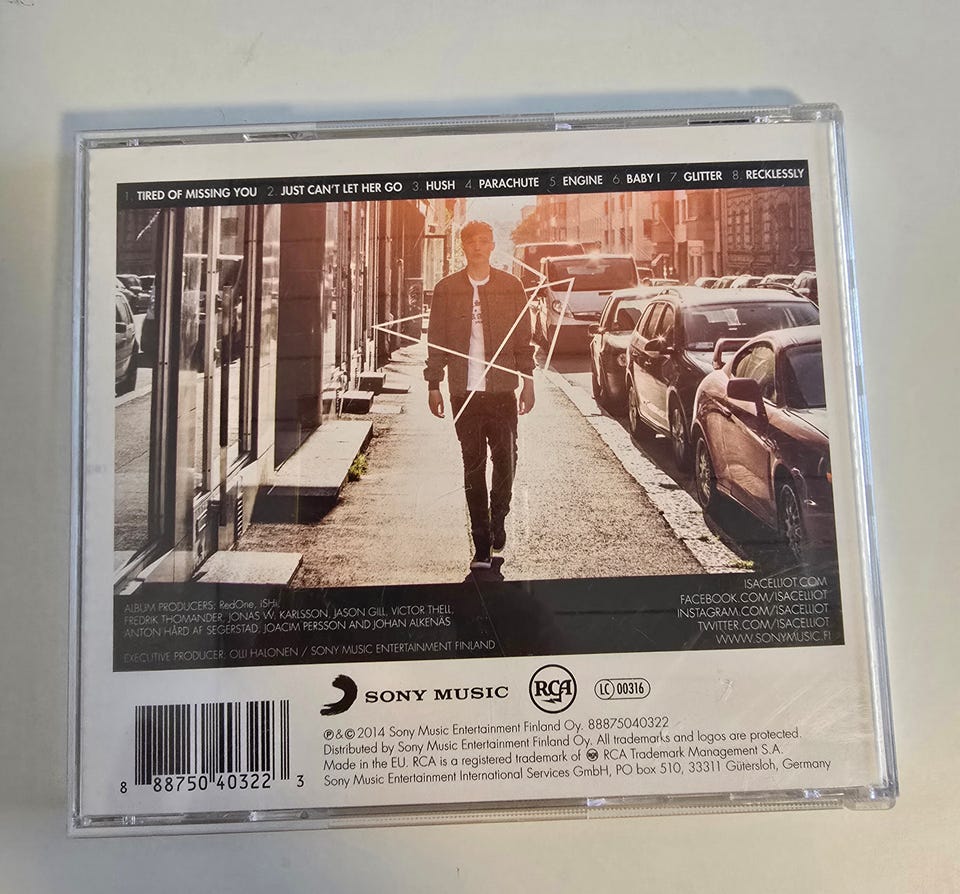 1. TIRED OF MISSING YOU 2. JUST CAN'T LET HER GO 3. HUSH 4. PARACHUTE 5. ENGINE 6. BABY I 7. GLITTER 8. RECKLESSLY
ALBUM PRODUCERS: RedOne, iSHi,
FREDRIK THOMANDER, JONAS W. KARLSSON, JASON GILL, VICTOR THELL,
ANTON HÅRD AF SEGERSTAD, JOACIM PERSSON AND JOHAN ALKENÄS
EXECUTIVE PRODUCER: OLLI HALONEN / SONY MUSIC ENTERTAINMENT FINLAND
ISACELLIOT.COM
FACEBOOK.COM/ISACELLIOT
INSTAGRAM.COM/ISACELLIOT
TWITTER.COM/ISACELLIOT
WWW.SONYMUSIC.FI
SONY MUSIC RCA LC 00316
℗ & © 2014 Sony Music Entertainment Finland Oy. 88875040322
Distributed by Sony Music Entertainment Finland Oy. All trademarks and logos are protected.
Made in the EU. RCA is a registered trademark of RCA Trademark Management S.A.
Sony Music Entertainment International Services GmbH, PO box 510, 33311 Gütersloh, Germany
8 88750 40322 3